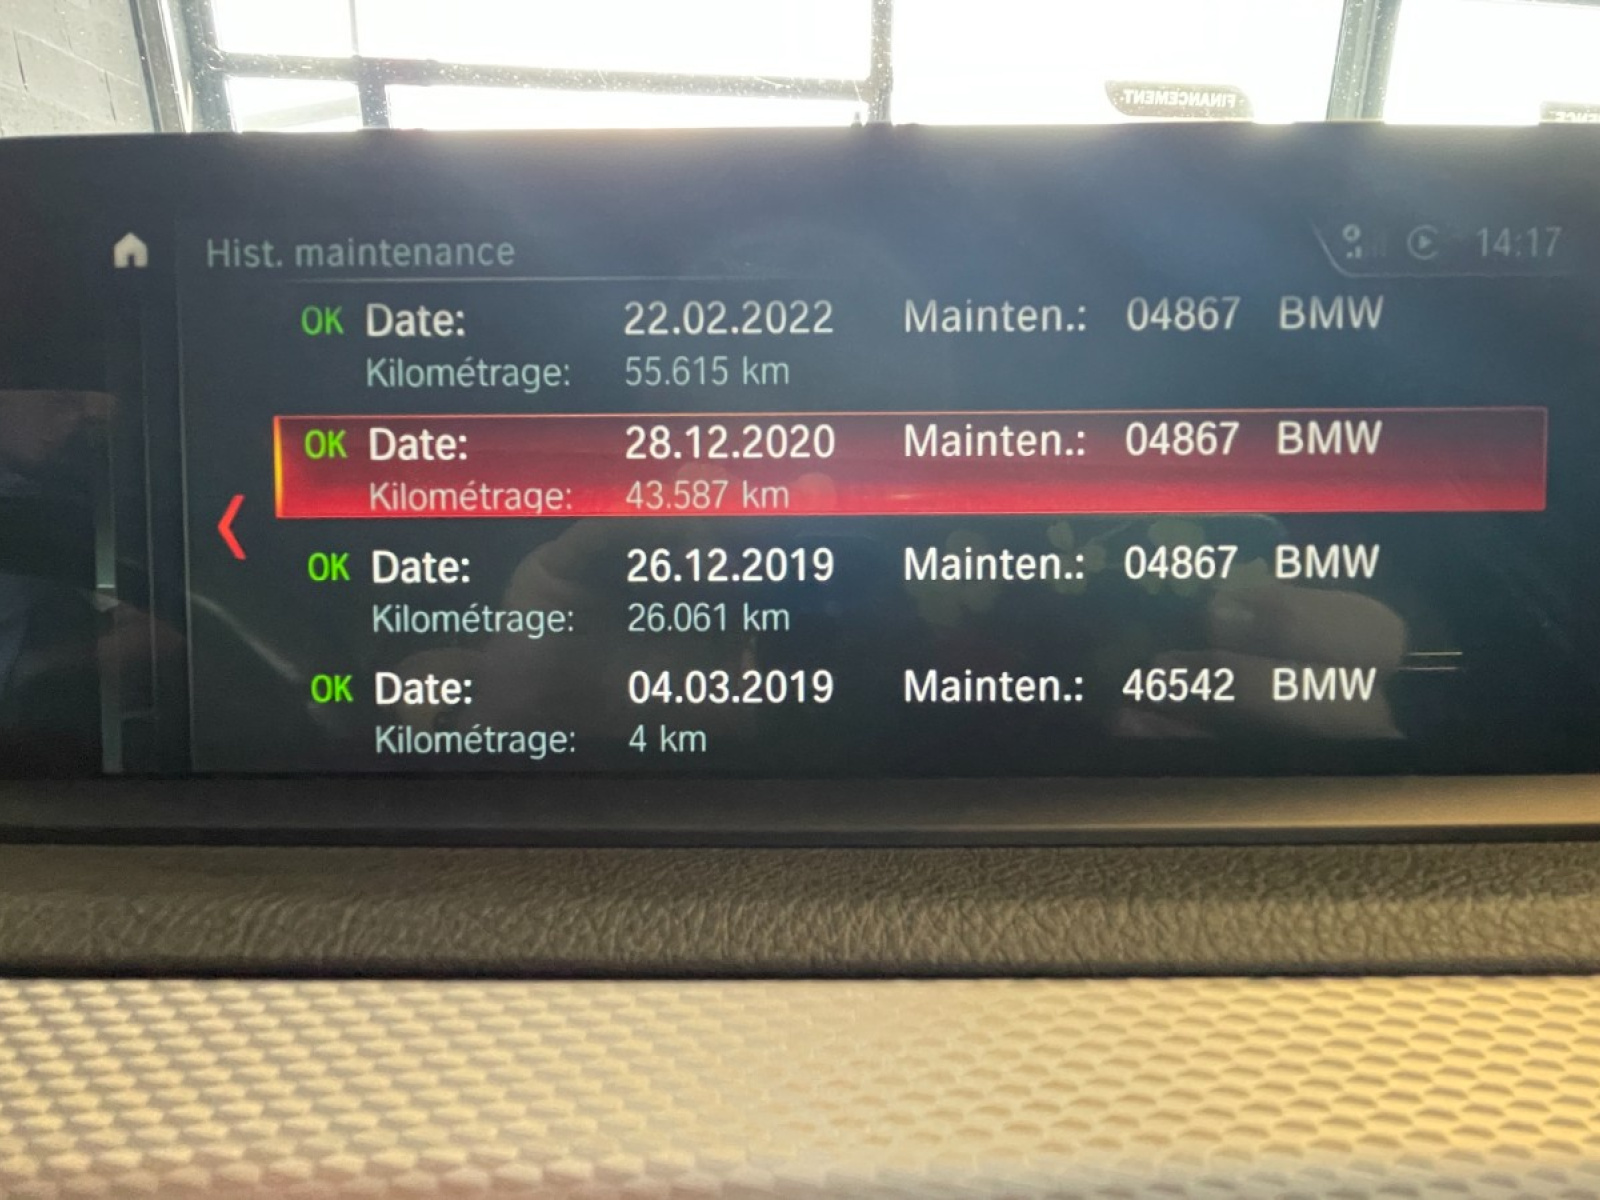 FINANCEMENT
Hist. maintenance 14:17
OK Date: 22.02.2022 Mainten.: 04867 BMW
Kilométrage: 55.615 km
OK Date: 28.12.2020 Mainten.: 04867 BMW
Kilométrage: 43.587 km
OK Date: 26.12.2019 Mainten.: 04867 BMW
Kilométrage: 26.061 km
OK Date: 04.03.2019 Mainten.: 46542 BMW
Kilométrage: 4 km